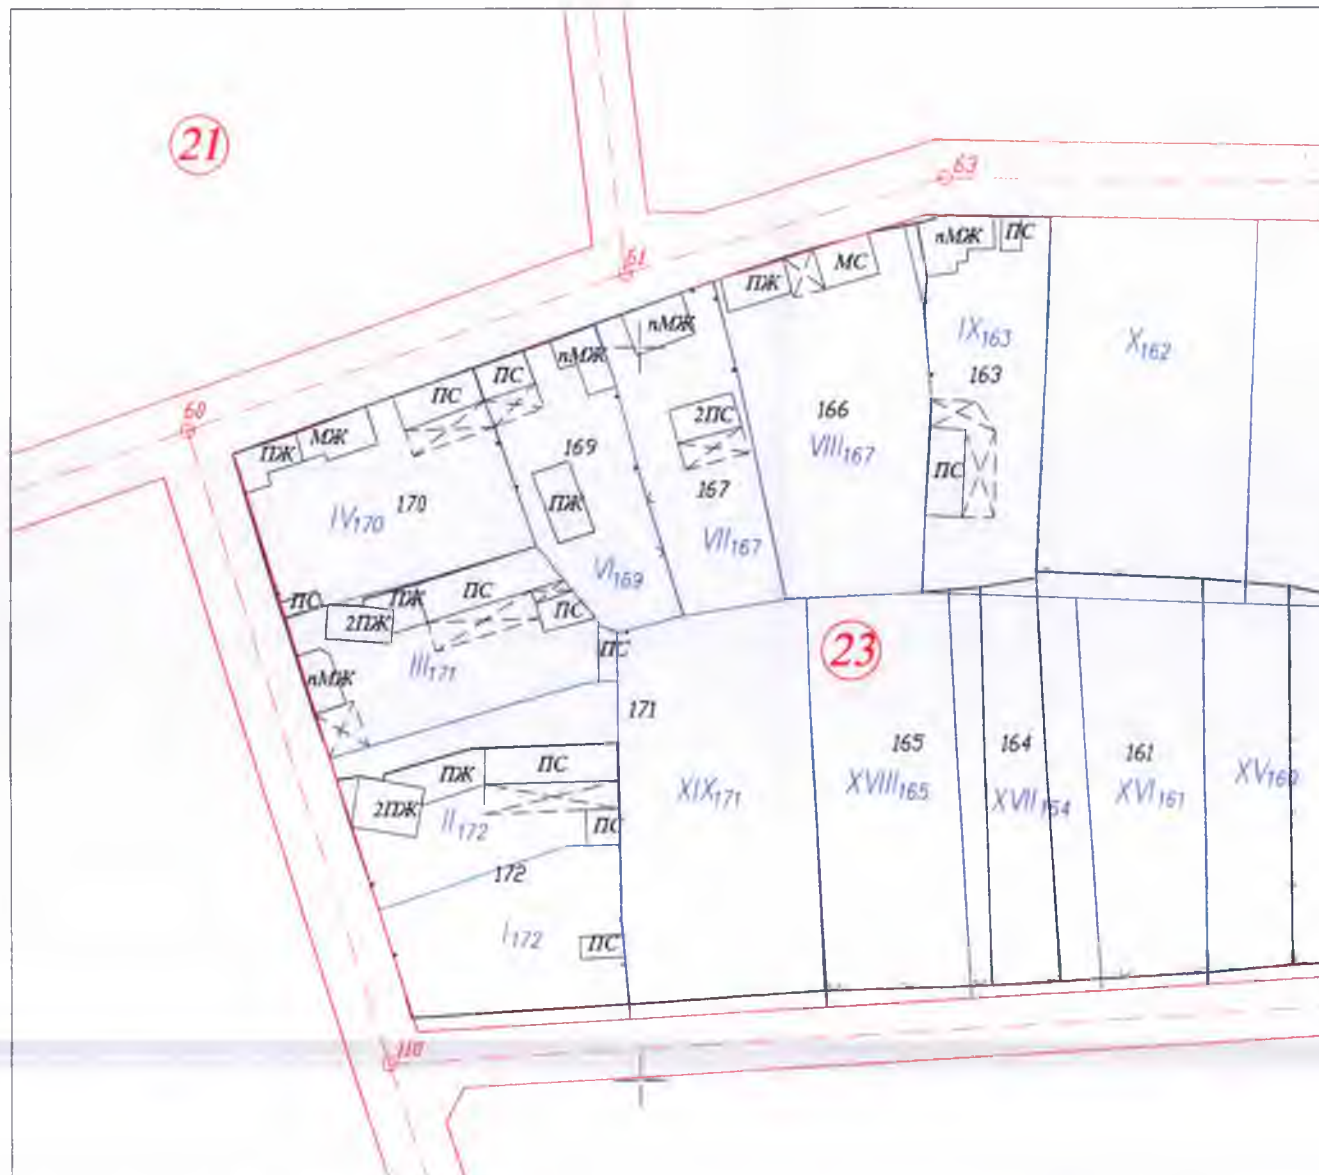 21
63
61
60
пМЖ
ПС
МС
ПЖ
пМЖ
IX163
163
X162
пМЖ
ПС
ПС
МЖ
ПЖ
2ПС
166
VIII167
169
ПС
ПЖ
167
170
IV170
VII167
VI169
ПС
ПЖ
ПС
ПС
2ПЖ
23
ПС
III171
пМЖ
171
165
164
161
ПС
ПЖ
XIX171
XVIII165
XVII164
XVI161
XV160
2ПЖ
II172
ПС
172
I172
ПС
110